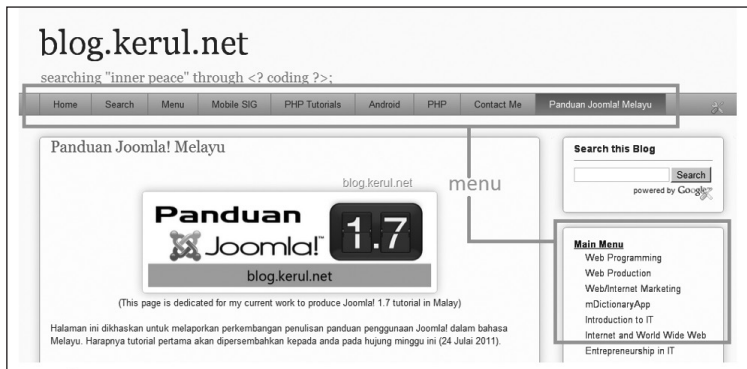 blog.kerul.net
searching "inner peace" through <? coding ?>;
Home Search Menu Mobile SIG PHP Tutorials Android PHP Contact Me Panduan Joomla! Melayu
Panduan Joomla! Melayu
blog.kerul.net
menu
Panduan
Joomla!™
1.7
blog.kerul.net
(This page is dedicated for my current work to produce Joomla! 1.7 tutorial in Malay)
Halaman ini dikhaskan untuk melaporkan perkembangan penulisan panduan penggunaan Joomla! dalam bahasa
Melayu. Harapnya tutorial pertama akan dipersembahkan kepada anda pada hujung minggu ini (24 Julai 2011).
Search this Blog
Search
powered by Google
Main Menu
Web Programming
Web Production
Web/Internet Marketing
mDictionaryApp
Introduction to IT
Internet and World Wide Web
Entrepreneurship in IT